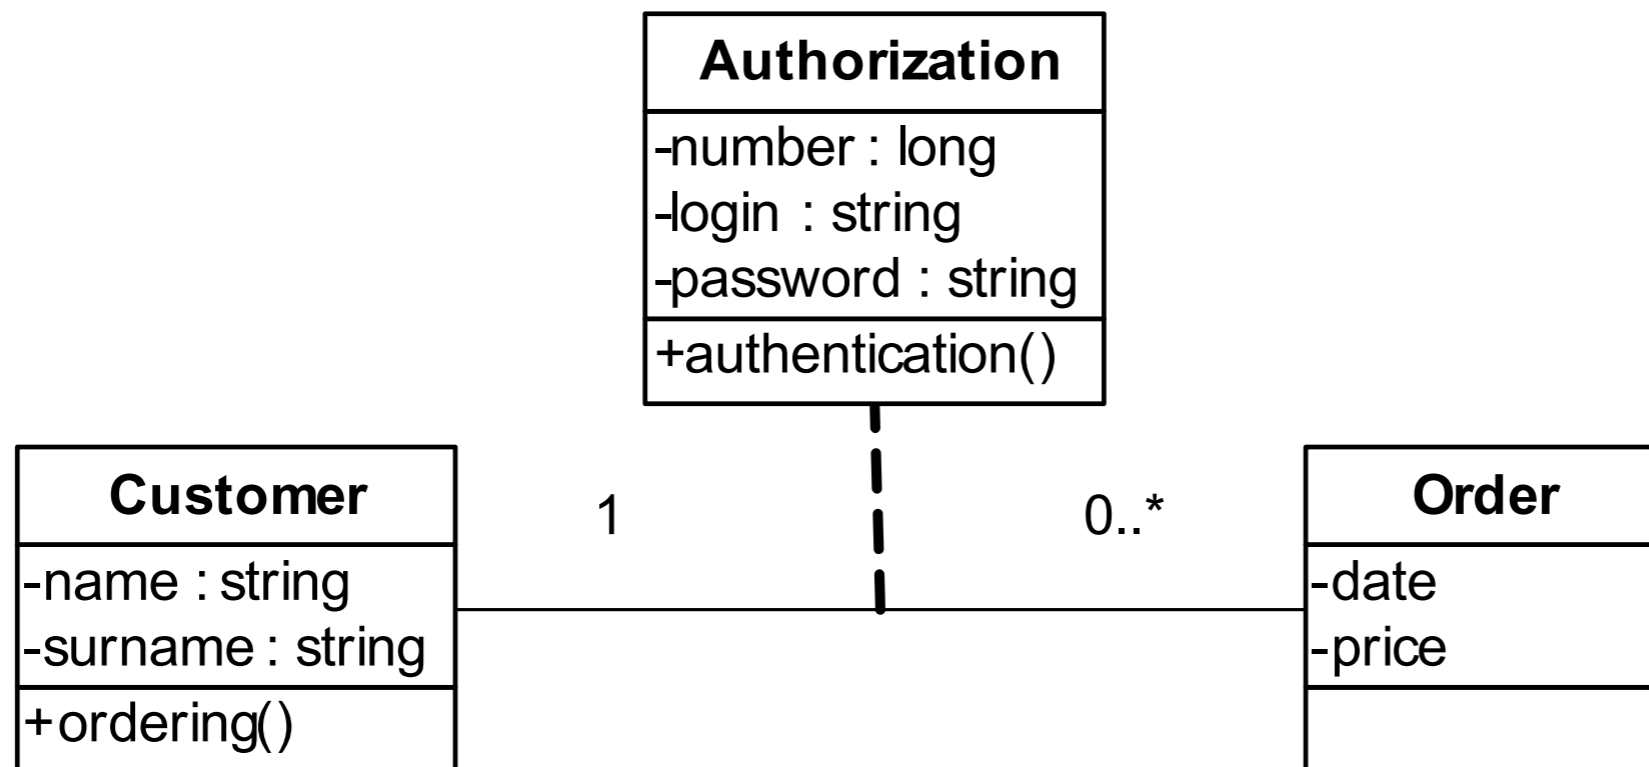 Authorization
-number : long
-login : string
-password : string
+authentication()
Customer
-name : string
-surname : string
+ordering()
1
0..*
Order
-date
-price